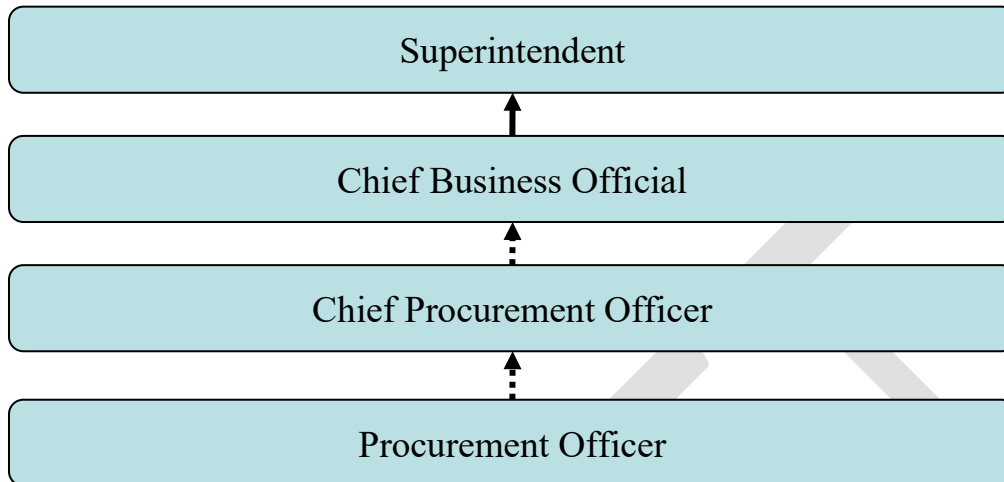 Superintendent
Chief Business Official
Chief Procurement Officer
Procurement Officer